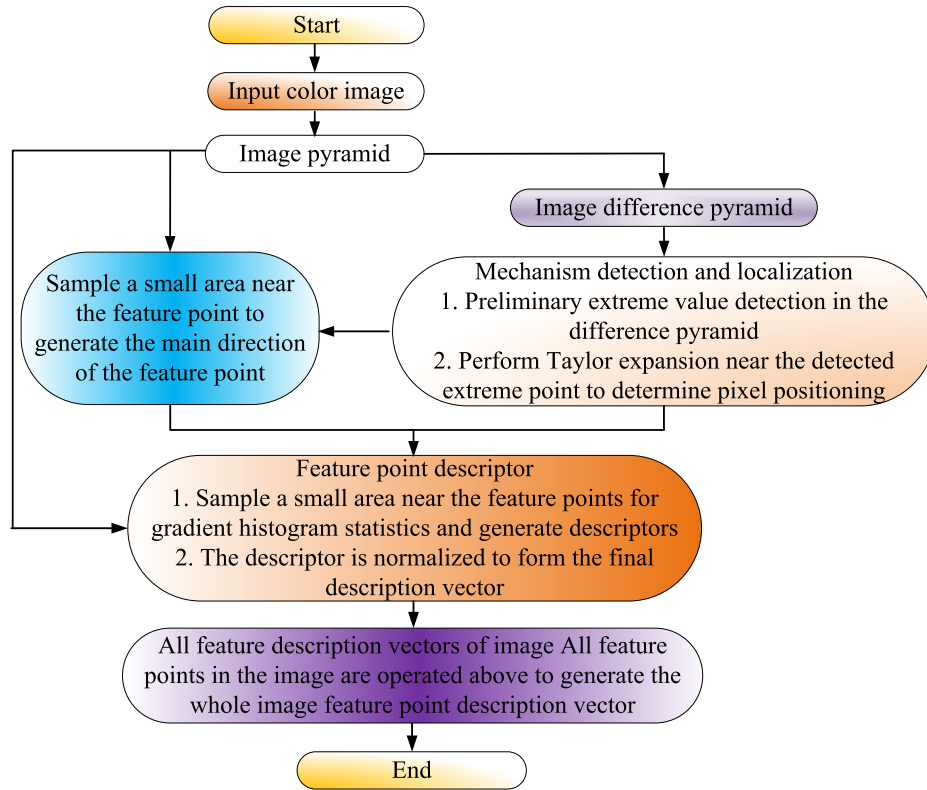 Start
Input color image
Image pyramid
Image difference pyramid
Sample a small area near
the feature point to
generate the main direction
of the feature point
Mechanism detection and localization
1. Preliminary extreme value detection in the
difference pyramid
2. Perform Taylor expansion near the detected
extreme point to determine pixel positioning
Feature point descriptor
1. Sample a small area near the feature points for
gradient histogram statistics and generate descriptors
2. The descriptor is normalized to form the final
description vector
All feature description vectors of image All feature
points in the image are operated above to generate the
whole image feature point description vector
End